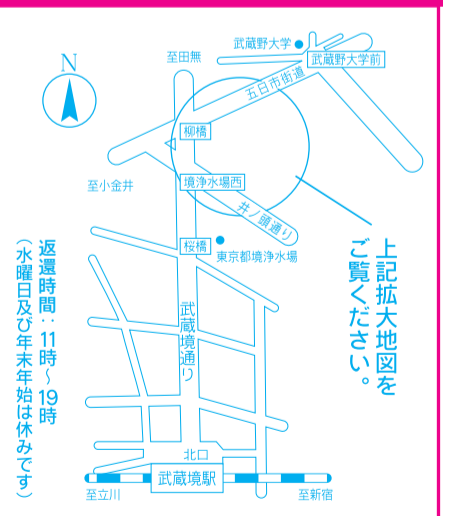 N
至田無
武蔵野大学
武蔵野大学前
五日市街道
柳橋
至小金井
境浄水場西
井ノ頭通り
桜橋
東京都境浄水場
上記拡大地図を
ご覧ください。
武蔵境通り
返還時間：11時〜19時
（水曜日及び年末年始は休みです）
北口
武蔵境駅
至立川
至新宿